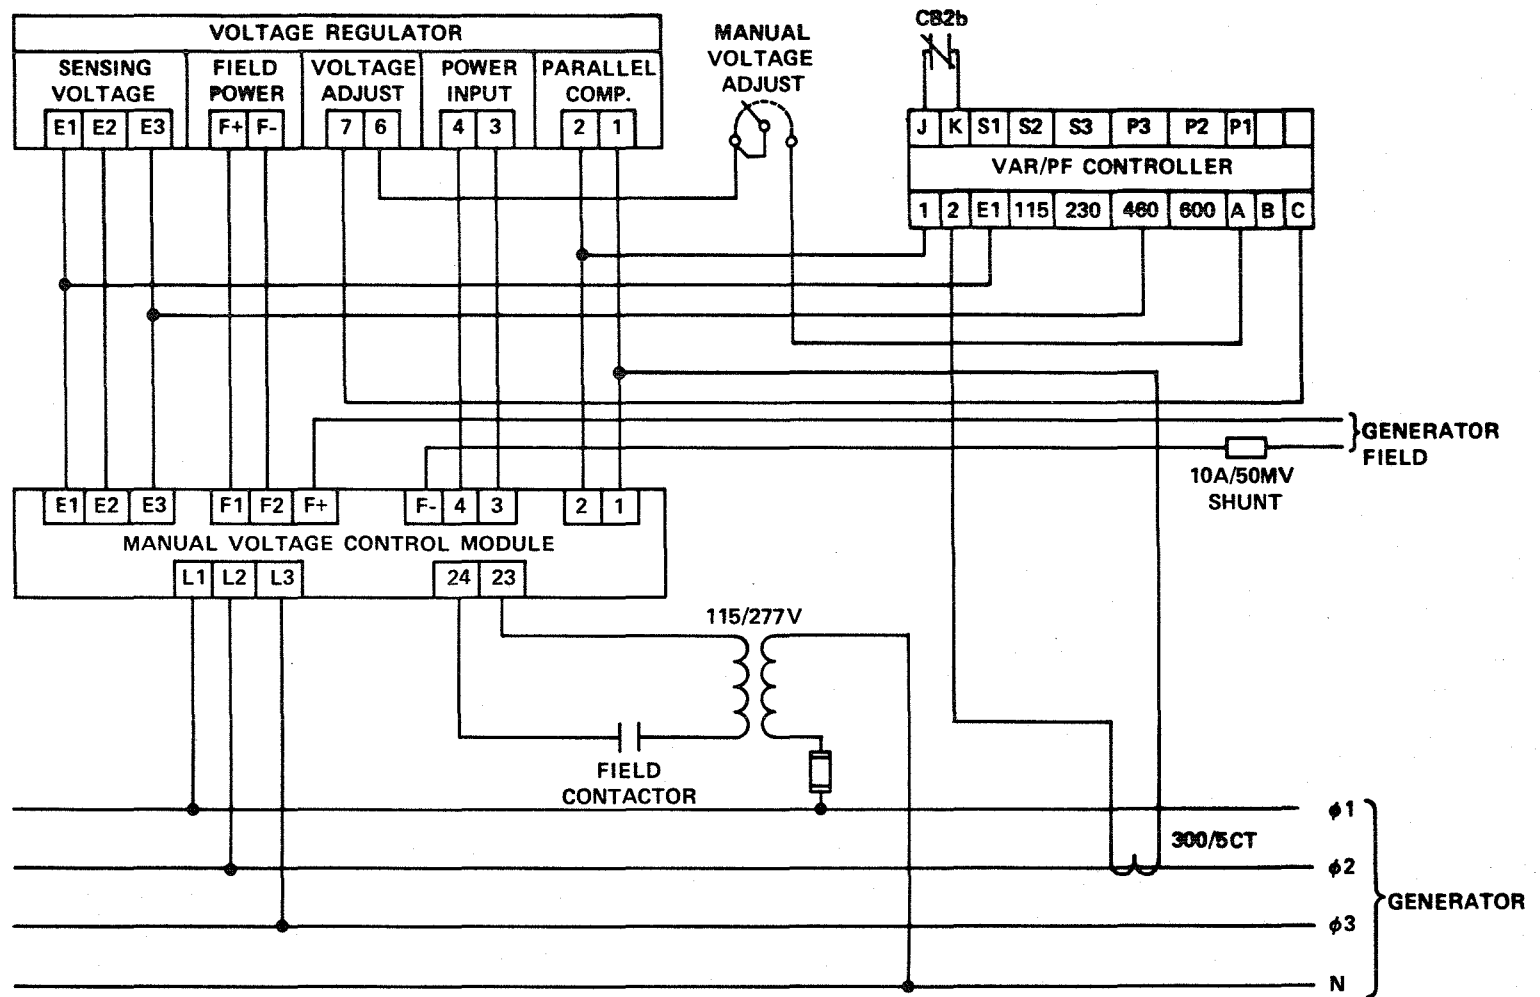 VOLTAGE REGULATOR
SENSING VOLTAGE
FIELD POWER
VOLTAGE ADJUST
POWER INPUT
PARALLEL COMP.
E1 E2 E3 F+ F- 7 6 4 3 2 1
MANUAL VOLTAGE ADJUST
CB2b
J K S1 S2 S3 P3 P2 P1
VAR/PF CONTROLLER
1 2 E1 115 230 460 600 A B C
GENERATOR FIELD
10A/50MV SHUNT
E1 E2 E3 F1 F2 F+ F- 4 3 2 1
MANUAL VOLTAGE CONTROL MODULE
L1 L2 L3 24 23
115/277V
FIELD CONTACTOR
300/5CT
ϕ1
ϕ2
ϕ3
N
GENERATOR